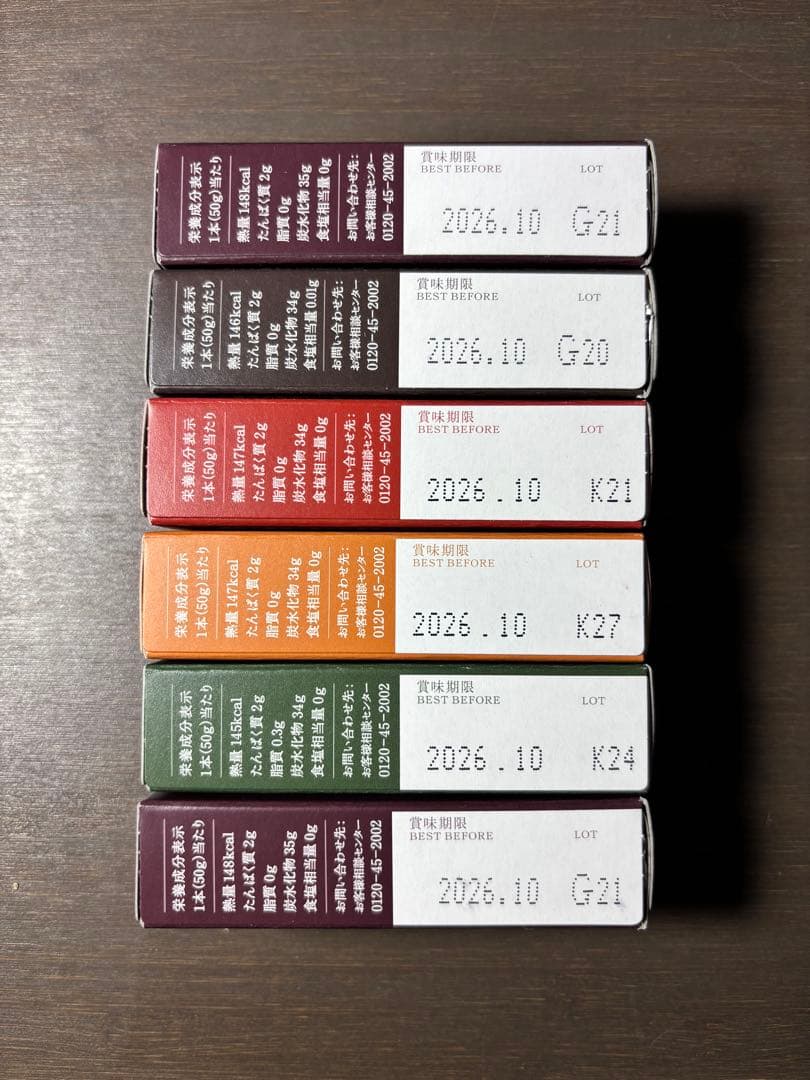 栄養成分表示
1本(50g)当たり
熱量 148kcal
たんぱく質 2g
脂質 0g
炭水化物 35g
食塩相当量 0g
お問い合わせ先：
お客様相談センター
0120-45-2002
賞味期限
BEST BEFORE LOT
2026.10 G21
栄養成分表示
1本(50g)当たり
熱量 146kcal
たんぱく質 2g
脂質 0g
炭水化物 34g
食塩相当量 0.01g
お問い合わせ先：
お客様相談センター
0120-45-2002
賞味期限
BEST BEFORE LOT
2026.10 G20
栄養成分表示
1本(50g)当たり
熱量 147kcal
たんぱく質 2g
脂質 0g
炭水化物 34g
食塩相当量 0g
お問い合わせ先：
お客様相談センター
0120-45-2002
賞味期限
BEST BEFORE LOT
2026.10 K21
栄養成分表示
1本(50g)当たり
熱量 147kcal
たんぱく質 2g
脂質 0g
炭水化物 34g
食塩相当量 0g
お問い合わせ先：
お客様相談センター
0120-45-2002
賞味期限
BEST BEFORE LOT
2026.10 K27
栄養成分表示
1本(50g)当たり
熱量 145kcal
たんぱく質 2g
脂質 0.3g
炭水化物 34g
食塩相当量 0g
お問い合わせ先：
お客様相談センター
0120-45-2002
賞味期限
BEST BEFORE LOT
2026.10 K24
栄養成分表示
1本(50g)当たり
熱量 148kcal
たんぱく質 2g
脂質 0g
炭水化物 35g
食塩相当量 0g
お問い合わせ先：
お客様相談センター
0120-45-2002
賞味期限
BEST BEFORE LOT
2026.10 G21